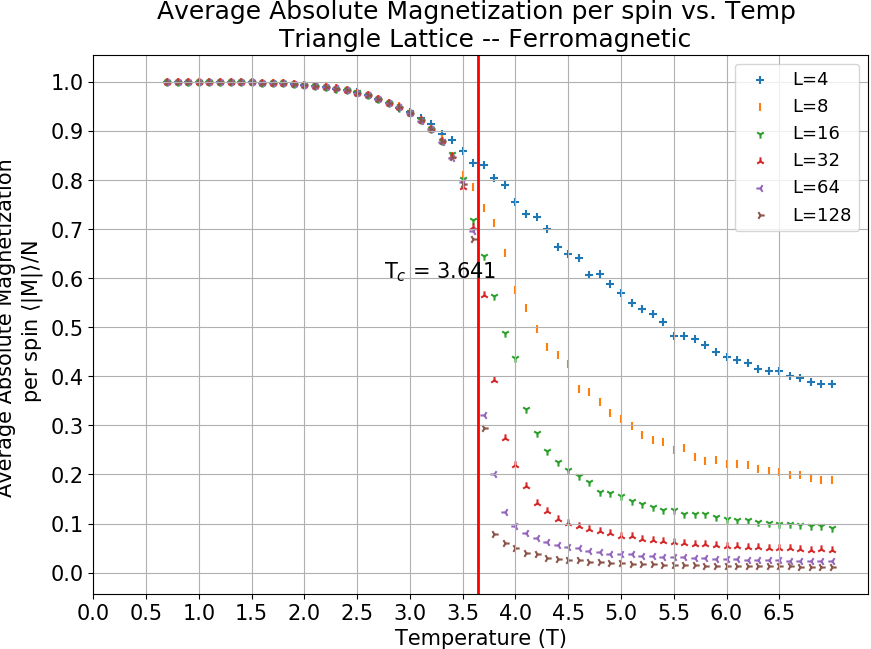 Average Absolute Magnetization per spin vs. Temp
Triangle Lattice -- Ferromagnetic
Average Absolute Magnetization
per spin ⟨|M|⟩/N
1.0
0.9
0.8
0.7
0.6
0.5
0.4
0.3
0.2
0.1
0.0
T_c = 3.641
L=4
L=8
L=16
L=32
L=64
L=128
0.0 0.5 1.0 1.5 2.0 2.5 3.0 3.5 4.0 4.5 5.0 5.5 6.0 6.5
Temperature (T)